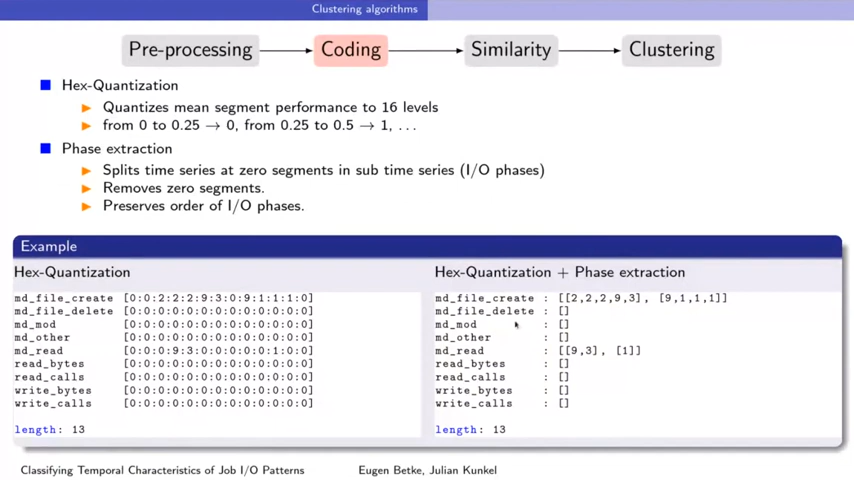 Clustering algorithms
Pre-processing
Coding
Similarity
Clustering
Hex-Quantization
Quantizes mean segment performance to 16 levels
from 0 to 0.25 → 0, from 0.25 to 0.5 → 1, ...
Phase extraction
Splits time series at zero segments in sub time series (I/O phases)
Removes zero segments.
Preserves order of I/O phases.
Example
Hex-Quantization
md_file_create [0:0:2:2:2:9:3:0:9:1:1:1:0]
md_file_delete [0:0:0:0:0:0:0:0:0:0:0:0:0]
md_mod [0:0:0:0:0:0:0:0:0:0:0:0:0]
md_other [0:0:0:0:0:0:0:0:0:0:0:0:0]
md_read [0:0:0:9:3:0:0:0:0:0:1:0:0]
read_bytes [0:0:0:0:0:0:0:0:0:0:0:0:0]
read_calls [0:0:0:0:0:0:0:0:0:0:0:0:0]
write_bytes [0:0:0:0:0:0:0:0:0:0:0:0:0]
write_calls [0:0:0:0:0:0:0:0:0:0:0:0:0]
length: 13
Hex-Quantization + Phase extraction
md_file_create : [[2,2,2,9,3], [9,1,1,1]]
md_file_delete : []
md_mod : []
md_other : []
md_read : [[9,3], [1]]
read_bytes : []
read_calls : []
write_bytes : []
write_calls : []
length: 13
Classifying Temporal Characteristics of Job I/O Patterns
Eugen Betke, Julian Kunkel